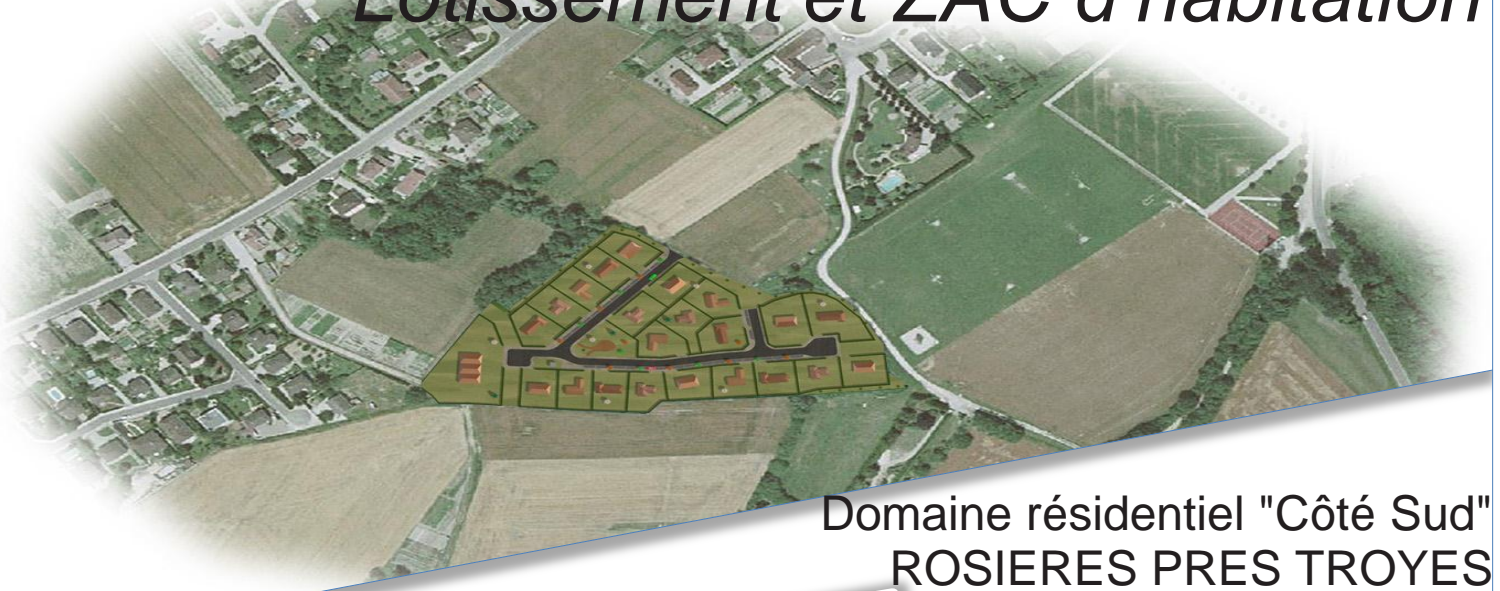 Lotissement et ZAC d'habitation
Domaine résidentiel "Côté Sud"
ROSIERES PRES TROYES